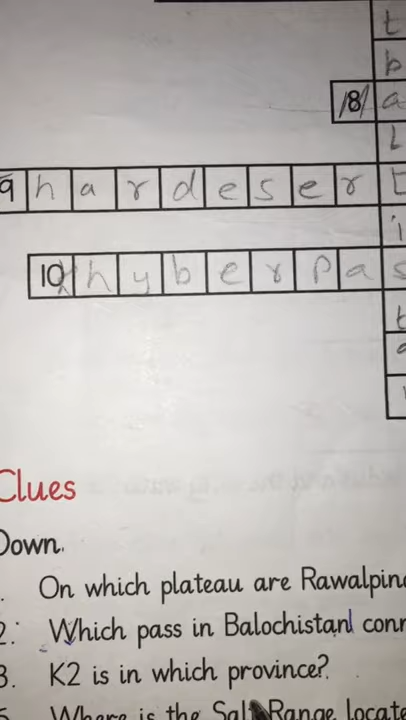 t
b
8 a
l
9 h a r d e s e r t
i
10 k h y b e r p a s
t
a
Clues
Down.
On which plateau are Rawalpin
2. Which pass in Balochistan conn
3. K2 is in which province?
Where is the Salt Range locat